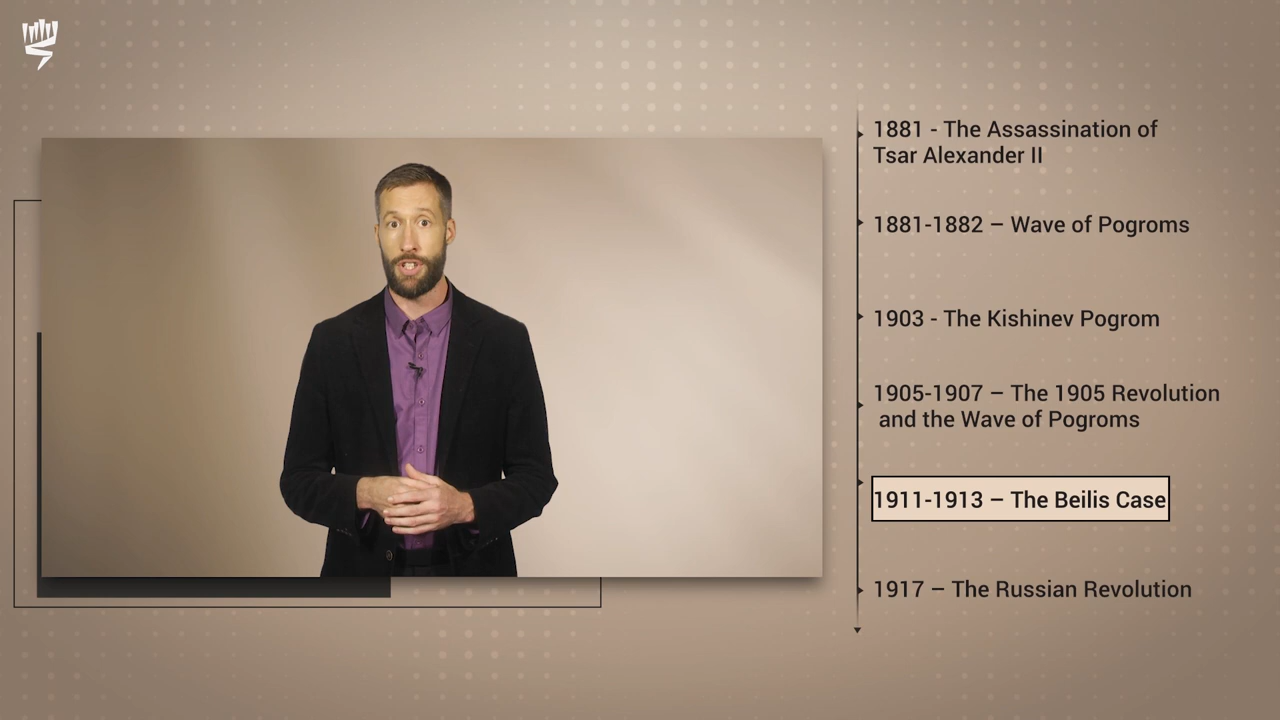 1881 - The Assassination of
Tsar Alexander II
1881-1882 – Wave of Pogroms
1903 - The Kishinev Pogrom
1905-1907 – The 1905 Revolution
and the Wave of Pogroms
1911-1913 – The Beilis Case
1917 – The Russian Revolution